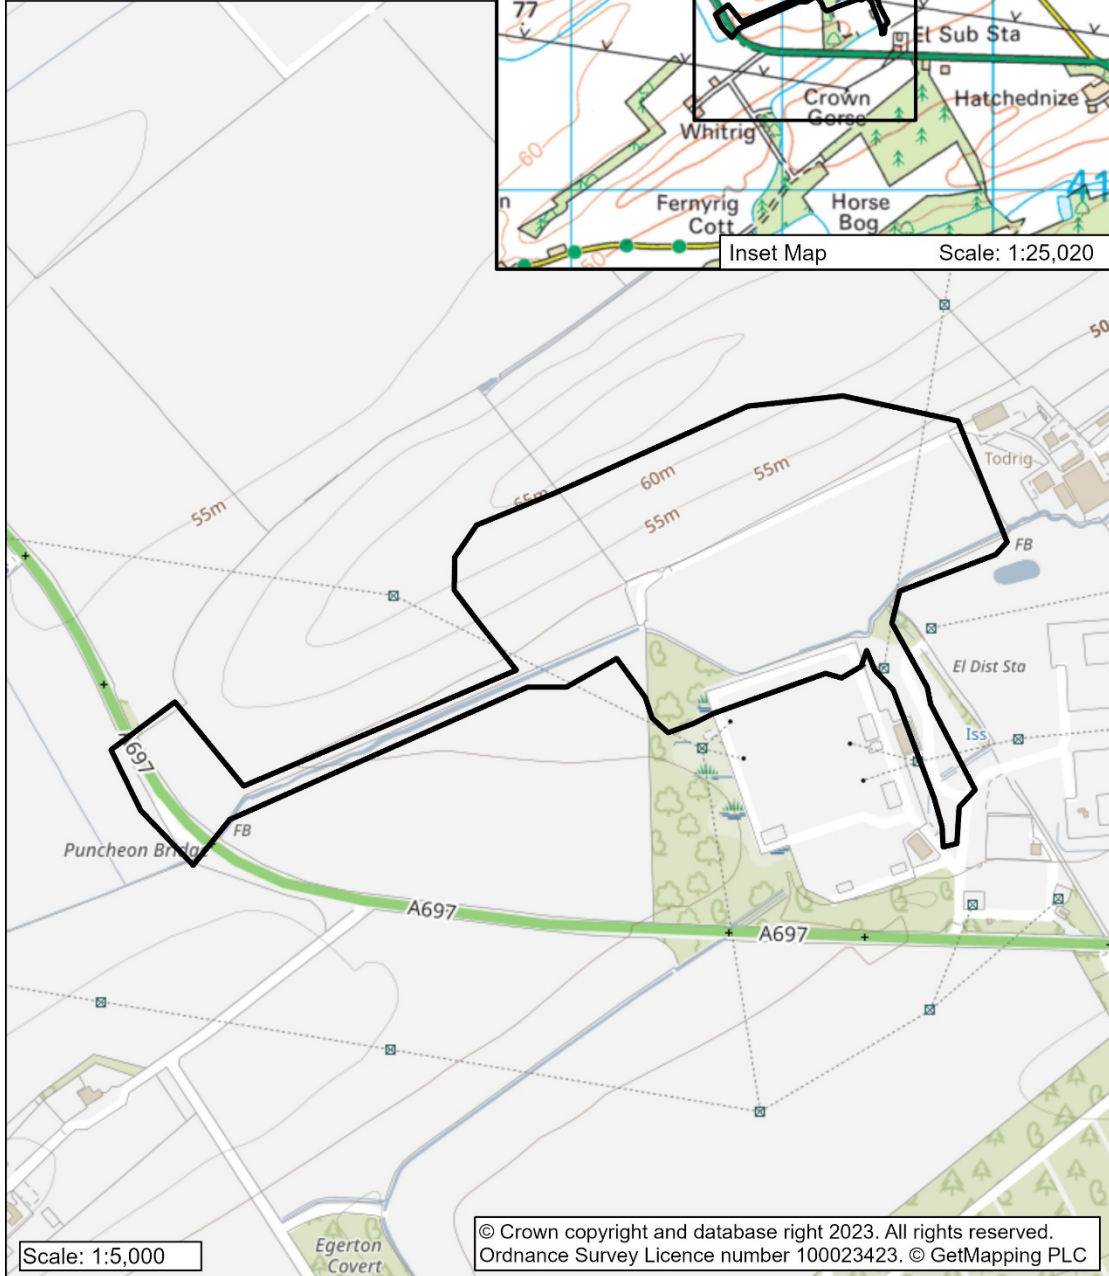 77
El Sub Sta
Crown
Gorse
Hatchednize
Whitrig
60
41
n
Fernyrig
Cott
Horse
Bog
50
Inset Map
Scale: 1:25,020
50
Todrig
55m
60m
65m
55m
55m
FB
El Dist Sta
Iss
A697
FB
Puncheon Bridge
A697
A697
Egerton
Covert
Scale: 1:5,000
© Crown copyright and database right 2023. All rights reserved.
Ordnance Survey Licence number 100023423. © GetMapping PLC